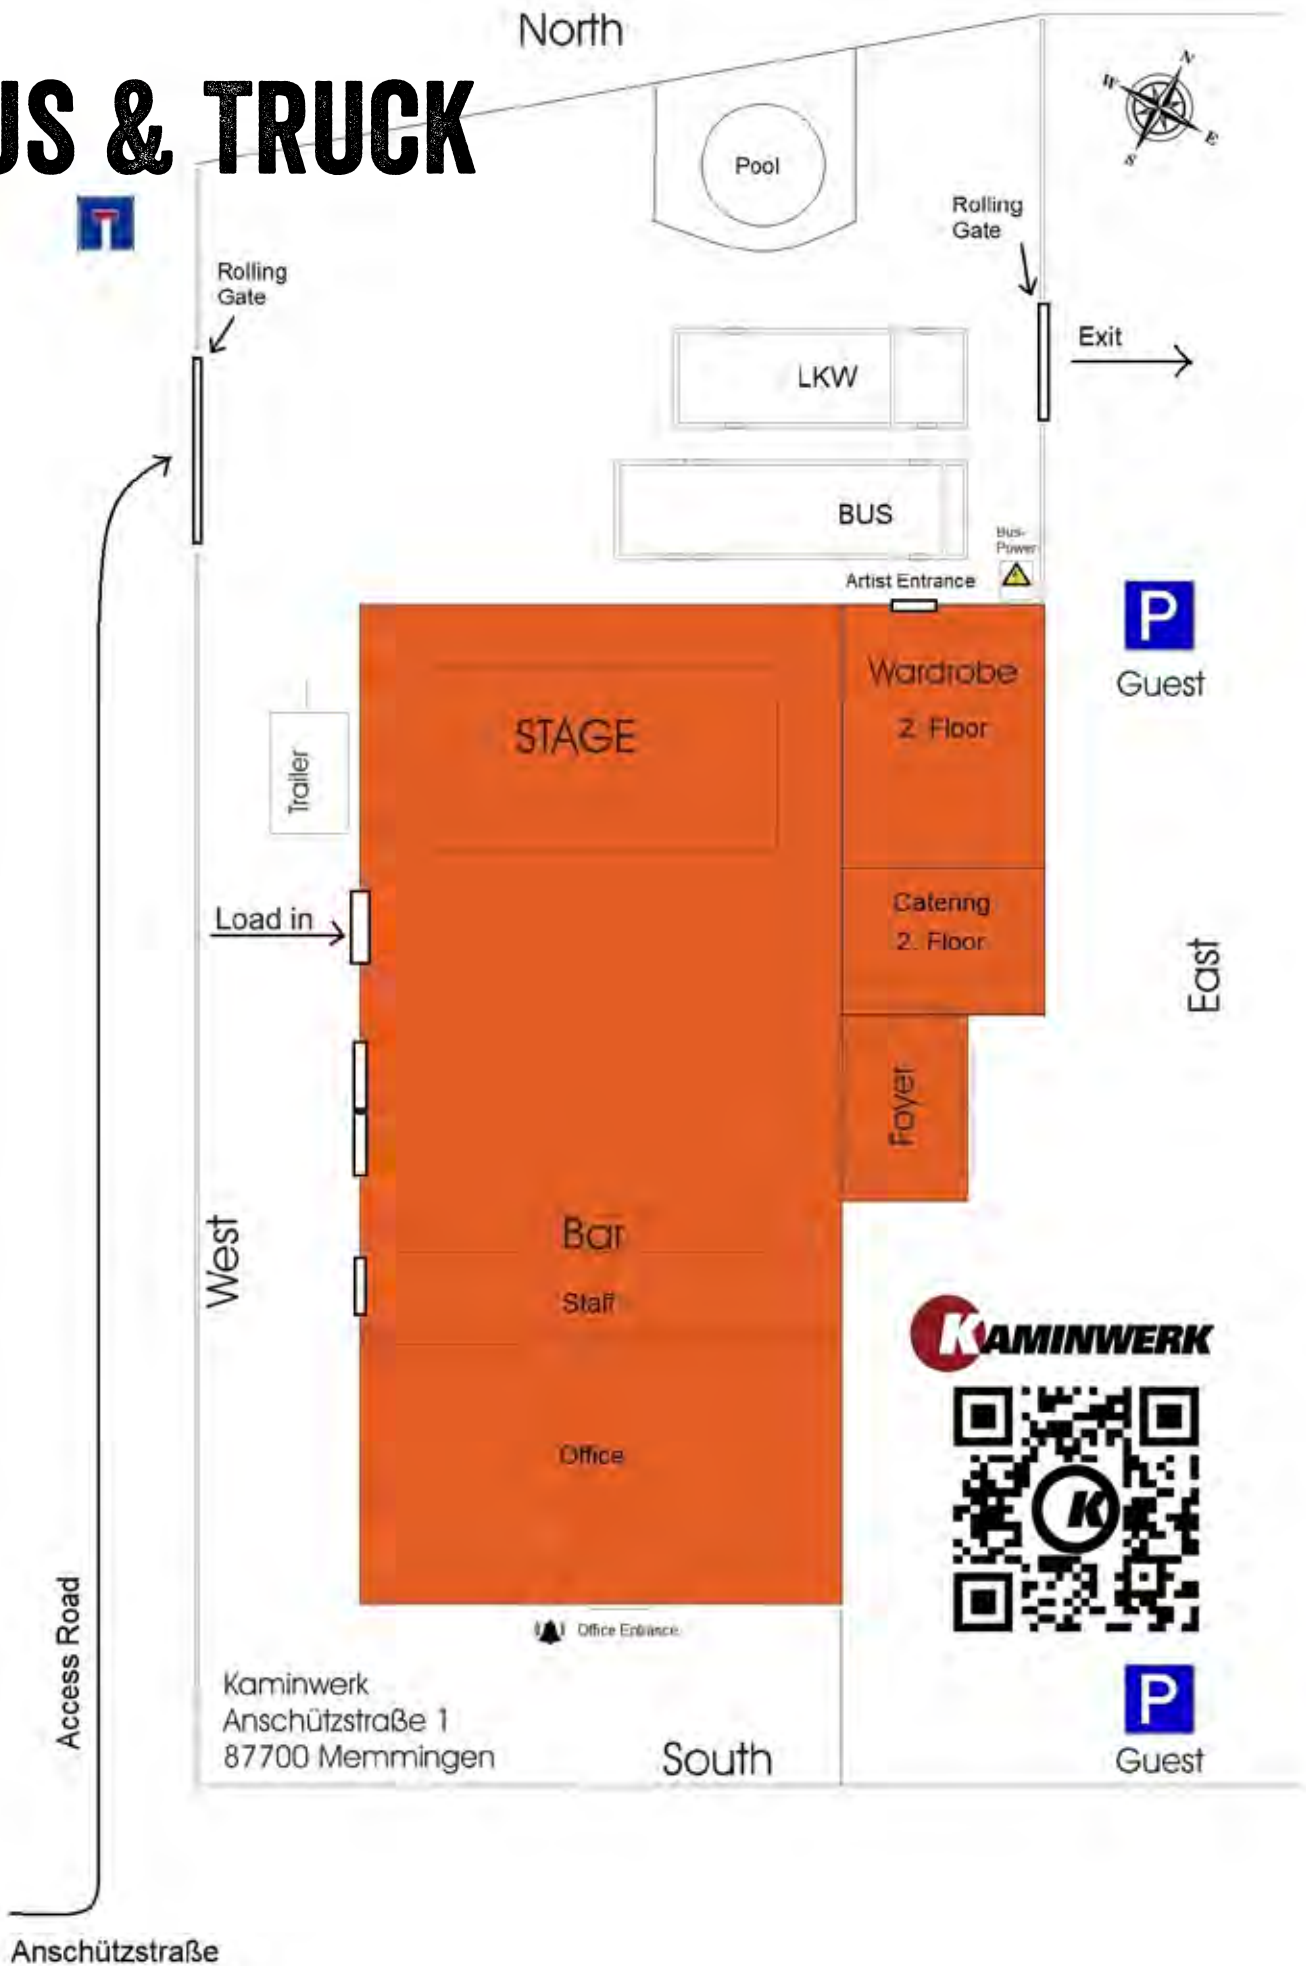 North
US & TRUCK
N
W
E
S
Pool
Rolling
Gate
Rolling
Gate
Exit
LKW
BUS
Bus-
Power
Artist Entrance
P
Guest
Wardrobe
2. Floor
STAGE
Trailer
Load in
Catering
2. Floor
East
Foyer
West
Bar
Staff
KAMINWERK
K
Office
Office Entrance
Access Road
Kaminwerk
Anschützstraße 1
87700 Memmingen
South
P
Guest
Anschützstraße